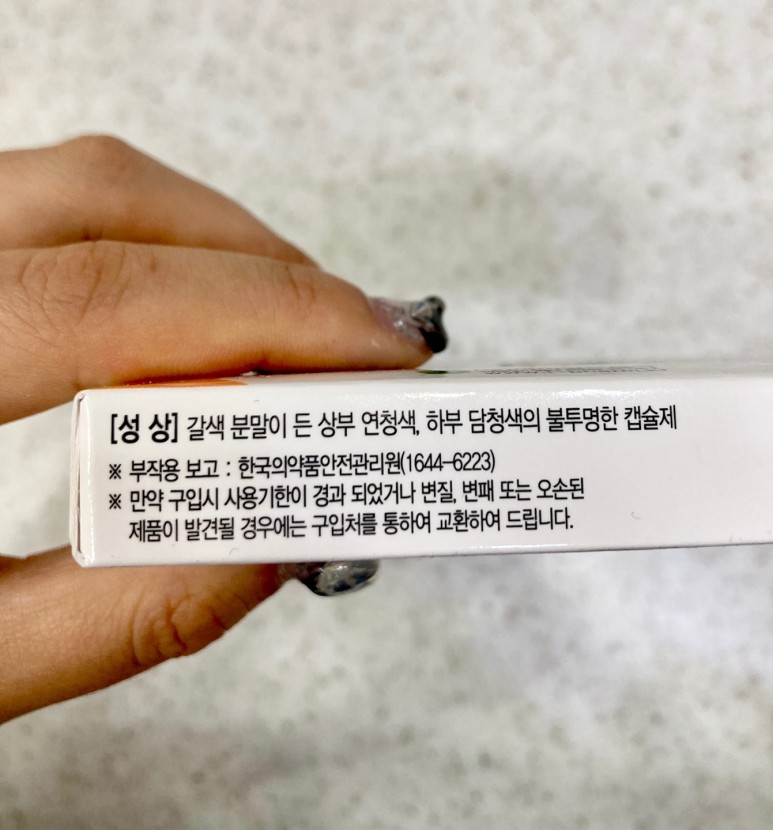 [성 상] 갈색 분말이 든 상부 연청색, 하부 담청색의 불투명한 캡슐제
※ 부작용 보고 : 한국의약품안전관리원(1644-6223)
※ 만약 구입시 사용기한이 경과 되었거나 변질, 변패 또는 오손된
제품이 발견될 경우에는 구입처를 통하여 교환하여 드립니다.